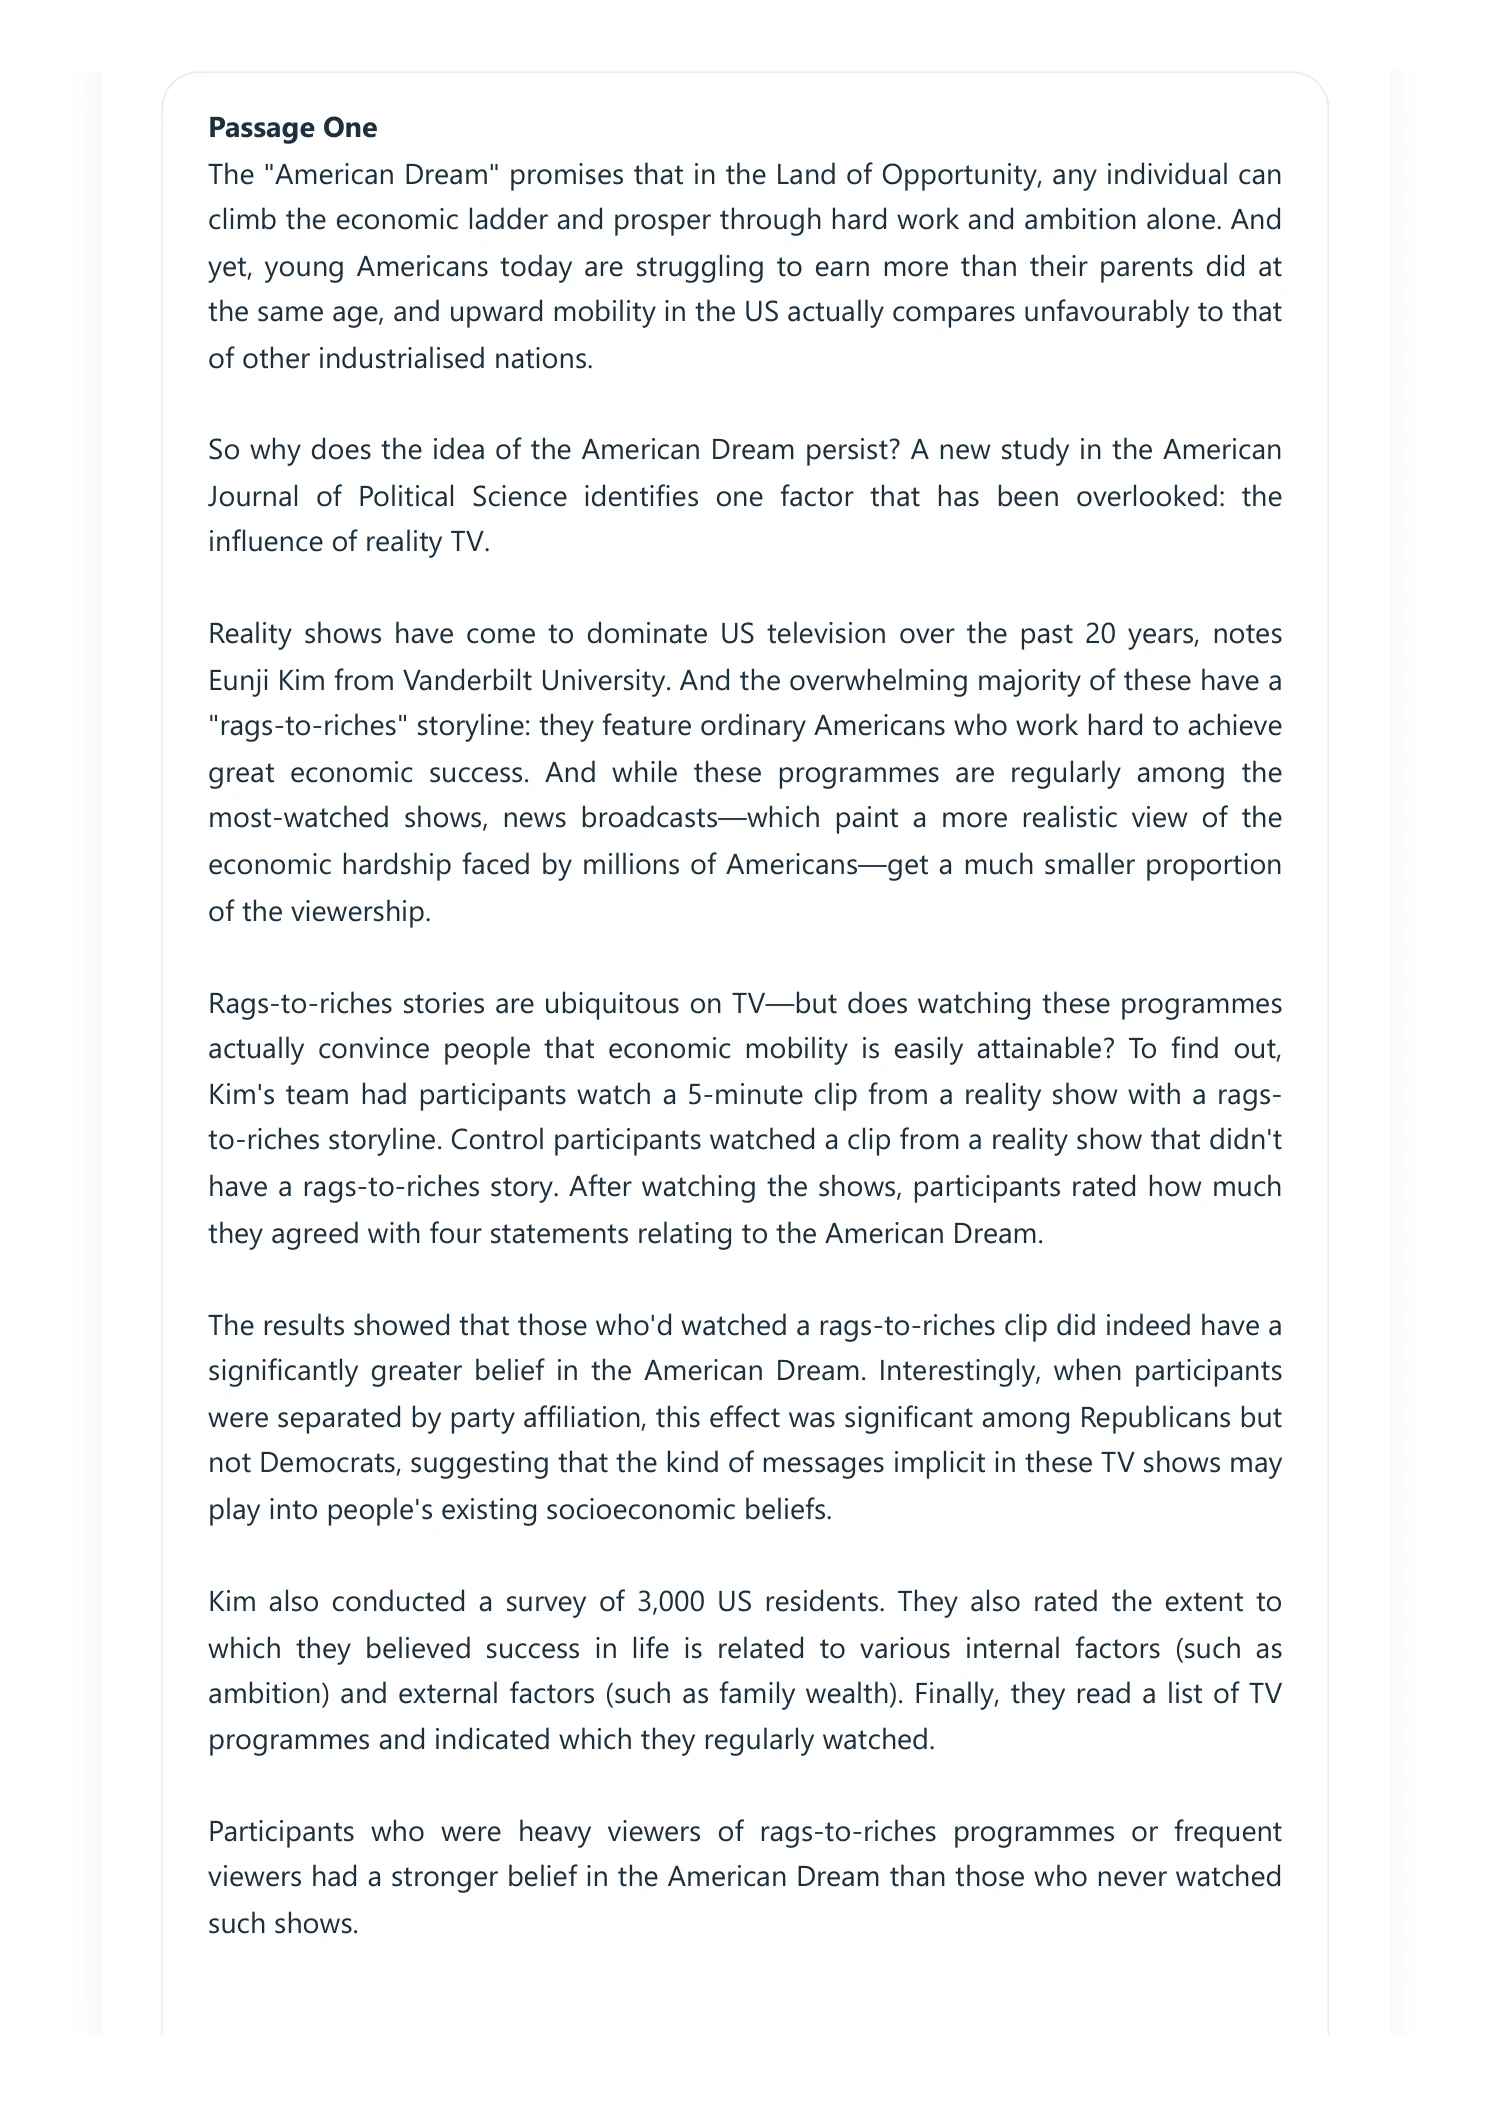 Passage One
The "American Dream" promises that in the Land of Opportunity, any individual can
climb the economic ladder and prosper through hard work and ambition alone. And
yet, young Americans today are struggling to earn more than their parents did at
the same age, and upward mobility in the US actually compares unfavourably to that
of other industrialised nations.
So why does the idea of the American Dream persist? A new study in the American
Journal of Political Science identifies one factor that has been overlooked: the
influence of reality TV.
Reality shows have come to dominate US television over the past 20 years, notes
Eunji Kim from Vanderbilt University. And the overwhelming majority of these have a
"rags-to-riches" storyline: they feature ordinary Americans who work hard to achieve
great economic success. And while these programmes are regularly among the
most-watched shows, news broadcasts—which paint a more realistic view of the
economic hardship faced by millions of Americans—get a much smaller proportion
of the viewership.
Rags-to-riches stories are ubiquitous on TV—but does watching these programmes
actually convince people that economic mobility is easily attainable? To find out,
Kim's team had participants watch a 5-minute clip from a reality show with a rags-
to-riches storyline. Control participants watched a clip from a reality show that didn't
have a rags-to-riches story. After watching the shows, participants rated how much
they agreed with four statements relating to the American Dream.
The results showed that those who'd watched a rags-to-riches clip did indeed have a
significantly greater belief in the American Dream. Interestingly, when participants
were separated by party affiliation, this effect was significant among Republicans but
not Democrats, suggesting that the kind of messages implicit in these TV shows may
play into people's existing socioeconomic beliefs.
Kim also conducted a survey of 3,000 US residents. They also rated the extent to
which they believed success in life is related to various internal factors (such as
ambition) and external factors (such as family wealth). Finally, they read a list of TV
programmes and indicated which they regularly watched.
Participants who were heavy viewers of rags-to-riches programmes or frequent
viewers had a stronger belief in the American Dream than those who never watched
such shows.